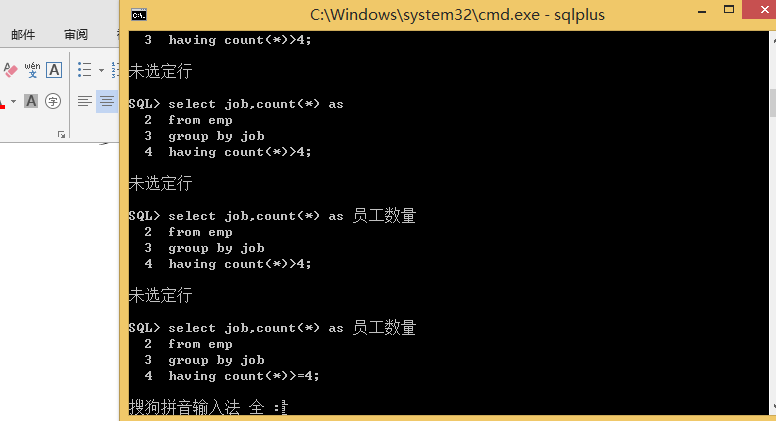 邮件 审阅
C:\Windows\system32\cmd.exe - sqlplus
wén
文 A
A 字
3 having count(*)>4;
未选定行
SQL> select job,count(*) as
2 from emp
3 group by job
4 having count(*)>4;
未选定行
SQL> select job,count(*) as 员工数量
2 from emp
3 group by job
4 having count(*)>4;
未选定行
SQL> select job,count(*) as 员工数量
2 from emp
3 group by job
4 having count(*)>=4;
搜狗拼音输入法 全 :